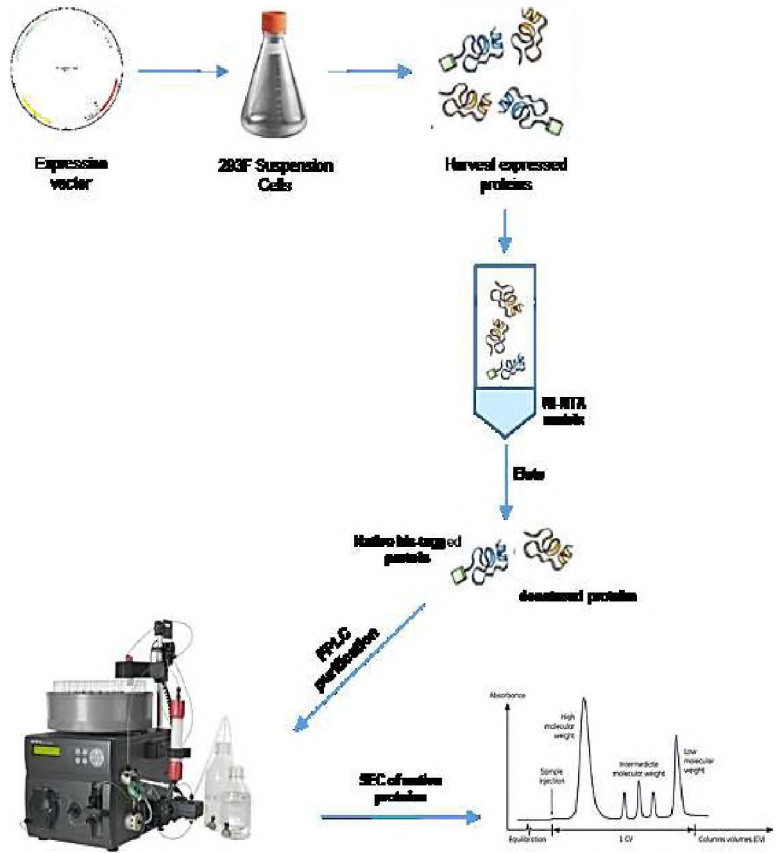 Expression
vector
293F Suspension
Cells
Harvest expressed
proteins
Ni-NTA
matrix
Elute
Native his-tagged
protein
denatured proteins
FPLC
purification
SEC of native
proteins
Absorbance
High
molecular
weight
Sample
injection
Intermediate
molecular weight
Low
molecular
weight
Equilibration
1 CV
Columns volumes (CV)